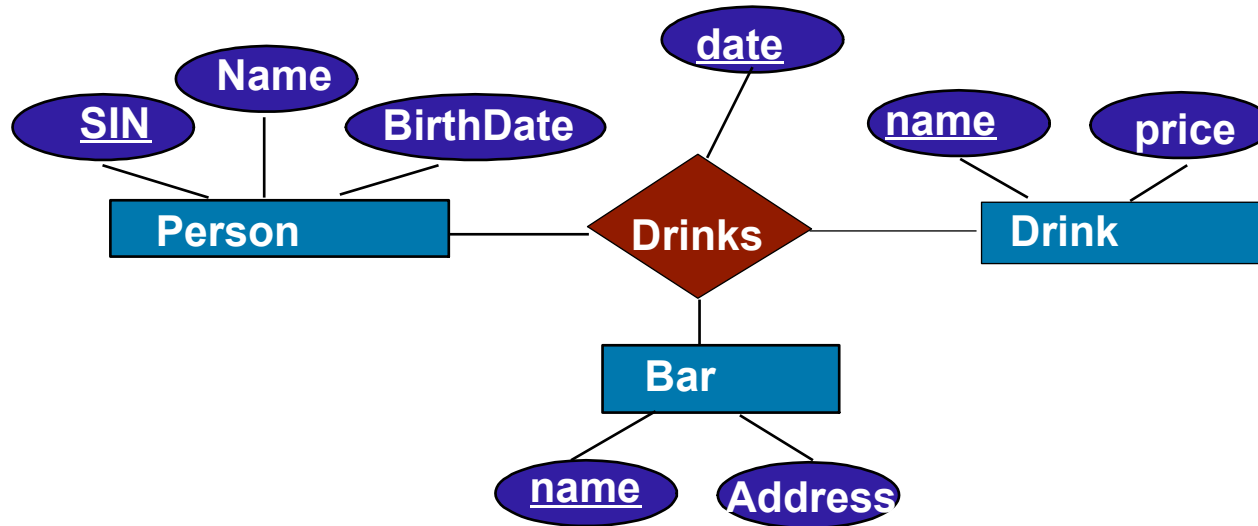 date
Name
SIN
BirthDate
name
price
Person
Drinks
Drink
Bar
name
Address